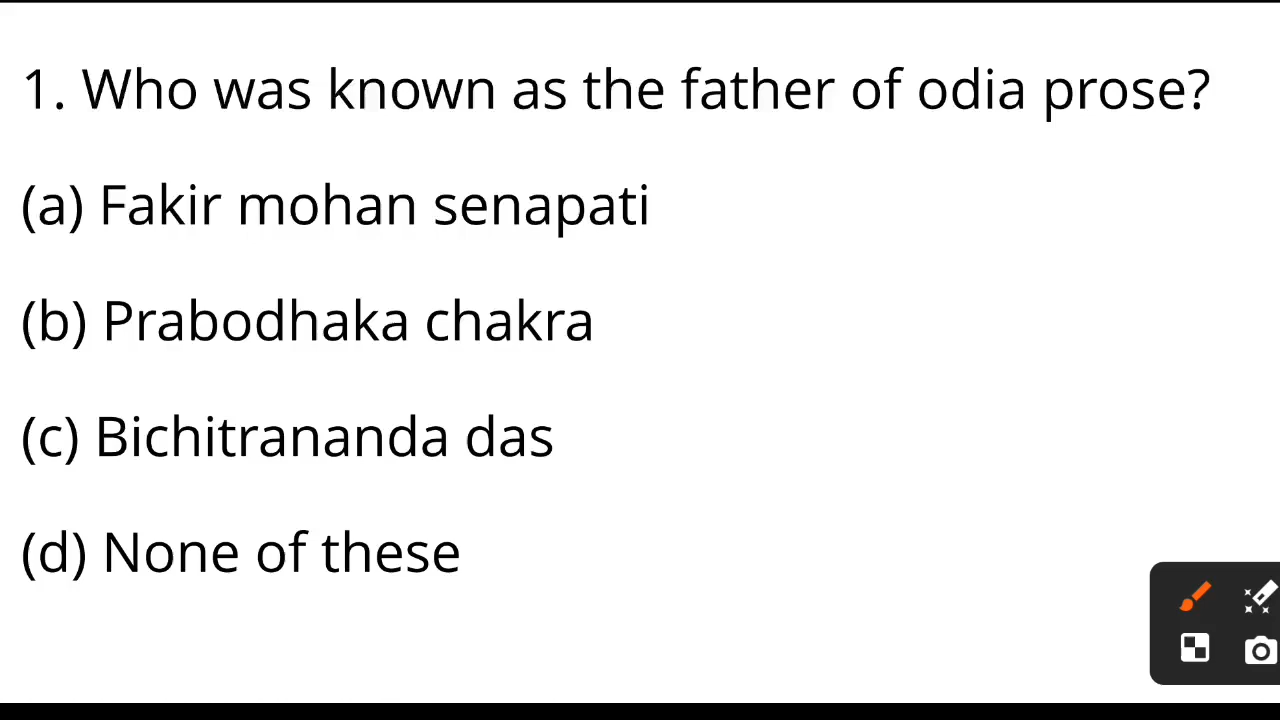 1. Who was known as the father of odia prose?
(a) Fakir mohan senapati
(b) Prabodhaka chakra
(c) Bichitrananda das
(d) None of these